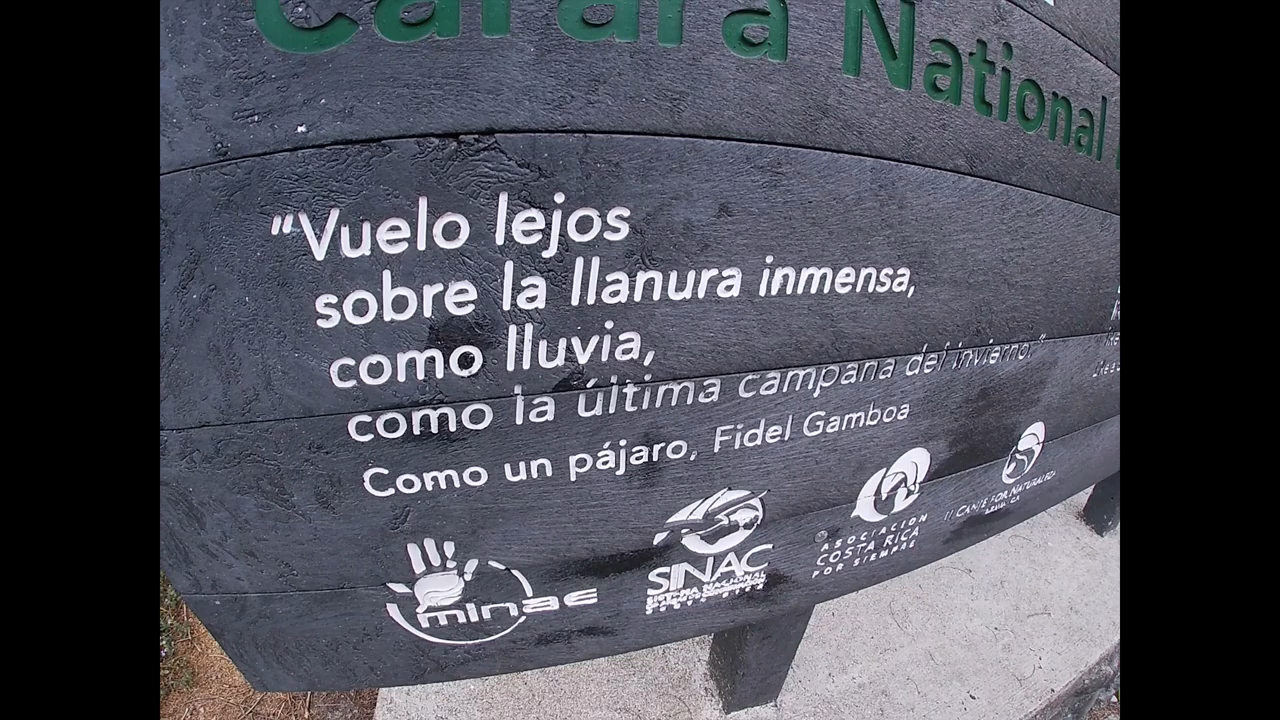 Carara National
"Vuelo lejos
sobre la llanura inmensa,
como lluvia,
como la última campana del invierno."
Como un pájaro, Fidel Gamboa
minae
SINAC
SISTEMA NACIONAL
ASOCIACION
COSTA RICA
POR SIEMPRE
II CANJE POR NATURALEZA